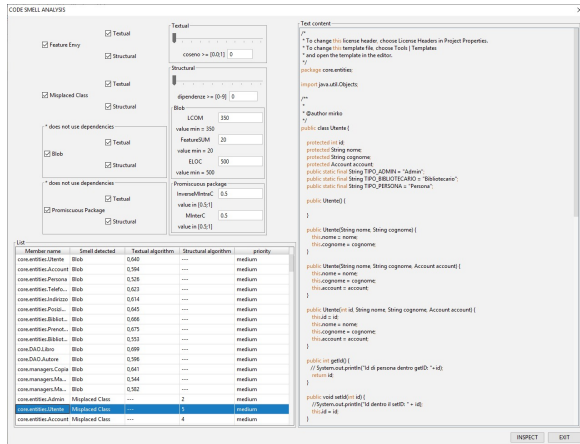 CODE SMELL ANALYSIS
Feature Envy
Textual
Structural
Misplaced Class
Textual
Structural
* does not use dependencies
Blob
Textual
Structural
* does not use dependencies
Promiscuous Package
Textual
Structural
Textual
coseno >= [0.0;1] 0
Structural
dipendenze >= [0-9] 0
Blob
LCOM 350
value min = 350
FeatureSUM 20
value min = 20
ELOC 500
value min = 500
Promiscuous package
InverseMIntraC 0.5
value in [0.5;1]
MInterC 0.5
value in [0.5;1]
List
Member name Smell detected Textual algorithm Structural algorithm priority
core.entities.Utente Blob 0,640 --- medium
core.entities.Account Blob 0,594 --- medium
core.entities.Persona Blob 0,526 --- medium
core.entities.Telefo... Blob 0,623 --- medium
core.entities.Indirizzo Blob 0,614 --- medium
core.entities.Posizi... Blob 0,645 --- medium
core.entities.Bibliot... Blob 0,666 --- medium
core.entities.Prenot... Blob 0,675 --- medium
core.entities.Bibliot... Blob 0,553 --- medium
core.DAO.Libro Blob 0,699 --- medium
core.DAO.Autore Blob 0,596 --- medium
core.managers.Copia Blob 0,641 --- medium
core.managers.Ma... Blob 0,544 --- medium
core.managers.Ma... Blob 0,582 --- medium
core.entities.Admin Misplaced Class --- 2 medium
core.entities.Utente Misplaced Class --- 5 medium
core.entities.Account Misplaced Class --- 4 medium
Text content
/*
* To change this license header, choose License Headers in Project Properties.
* To change this template file, choose Tools | Templates
* and open the template in the editor.
*/
package core.entities;
import java.util.Objects;
/**
*
* @author mirko
*/
public class Utente {
protected int id;
protected String nome;
protected String cognome;
protected Account account;
public static final String TIPO_ADMIN = "Admin";
public static final String TIPO_BIBLIOTECARIO = "Bibliotecario";
public static final String TIPO_PERSONA = "Persona";
public Utente() {
}
public Utente(String nome, String cognome) {
this.nome = nome;
this.cognome = cognome;
}
public Utente(String nome, String cognome, Account account) {
this.nome = nome;
this.cognome = cognome;
this.account = account;
}
public Utente(int id, String nome, String cognome, Account account) {
this.id = id;
this.nome = nome;
this.cognome = cognome;
this.account = account;
}
public int getId() {
// System.out.println("Id di persona dentro getID: "+id);
return id;
}
public void setId(int id) {
//System.out.println("Id dentro il setID: " + id);
this.id = id;
}
INSPECT EXIT